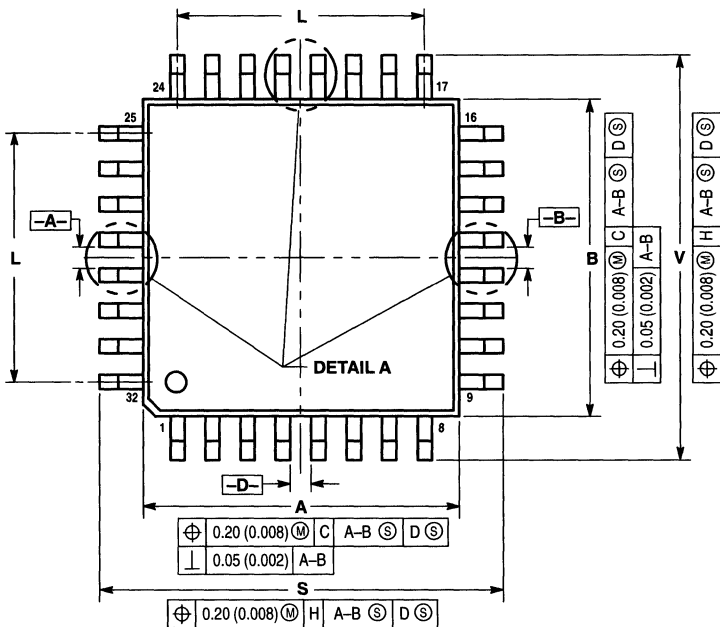 L
24
17
25
16
–A–
–B–
L
B
V
⌖ 0.20 (0.008) Ⓜ C A–B Ⓢ D Ⓢ
⊥ 0.05 (0.002) A–B
⌖ 0.20 (0.008) Ⓜ H A–B Ⓢ D Ⓢ
DETAIL A
32
9
1
8
–D–
A
⌖ 0.20 (0.008) Ⓜ C A–B Ⓢ D Ⓢ
⊥ 0.05 (0.002) A–B
S
⌖ 0.20 (0.008) Ⓜ H A–B Ⓢ D Ⓢ